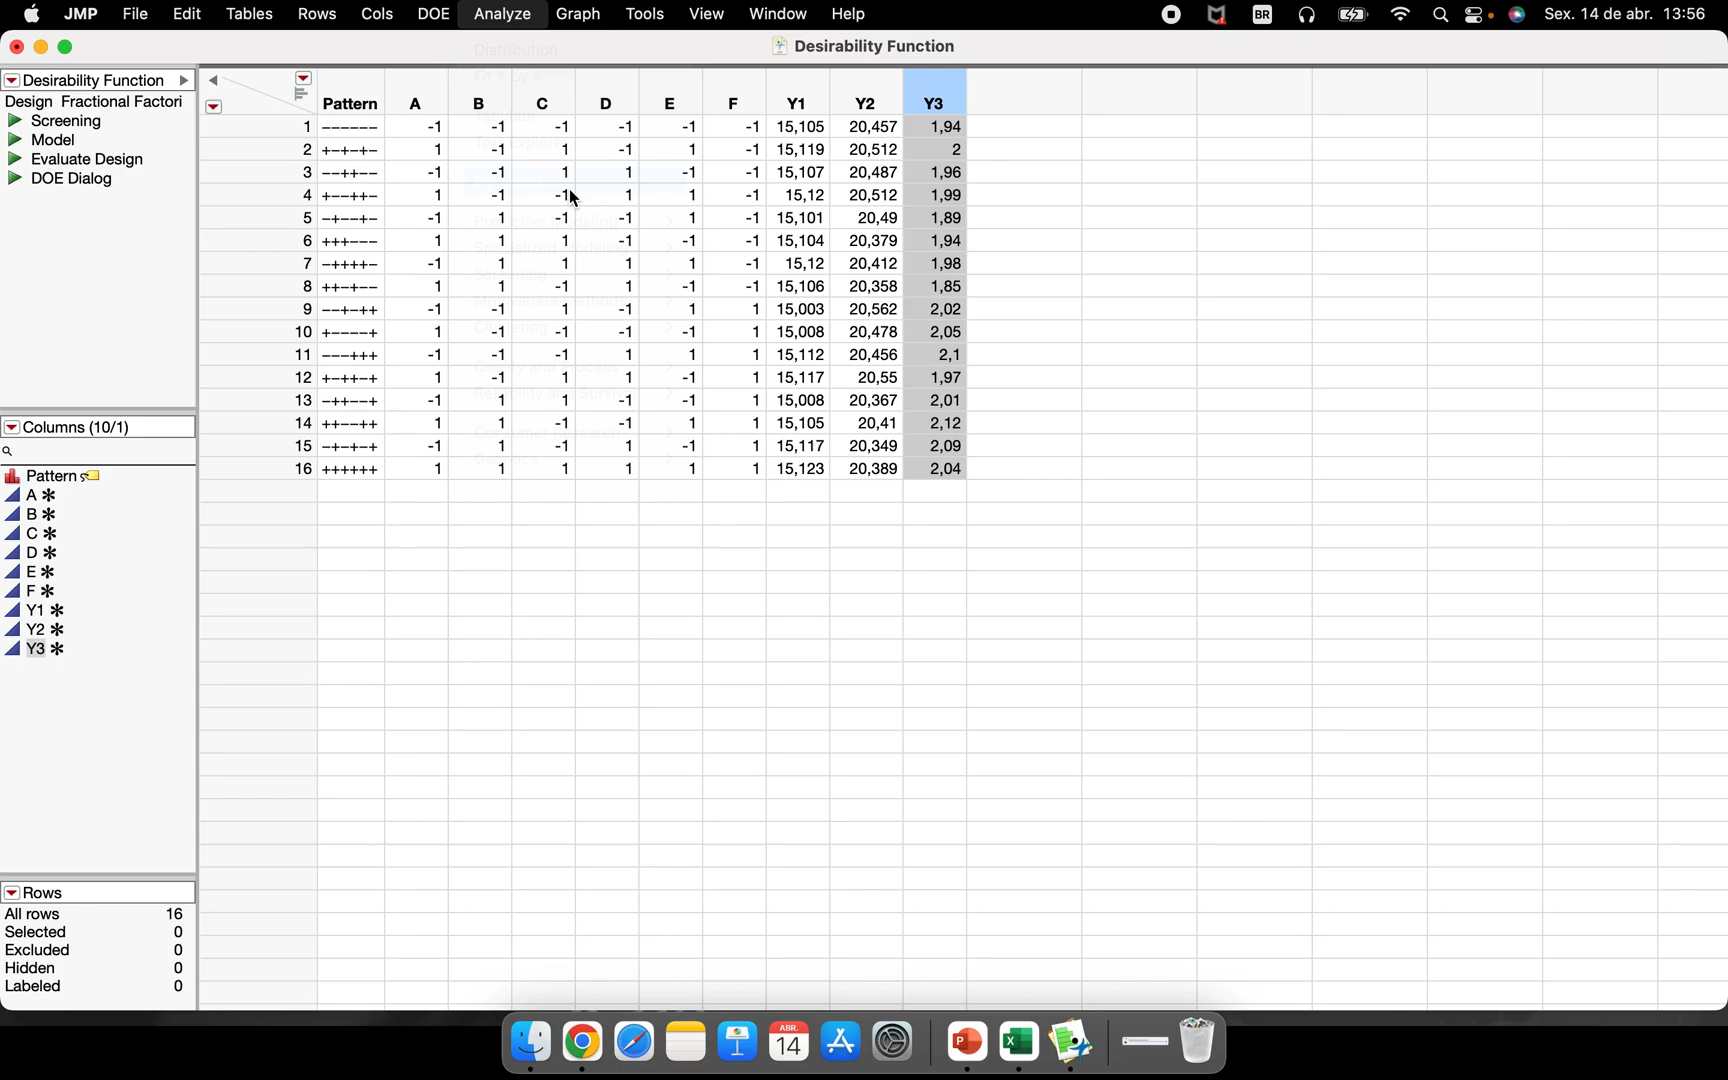 JMP File Edit Tables Rows Cols DOE Analyze Graph Tools View Window Help BR Sex. 14 de abr. 13:56
Desirability Function
Desirability Function
Design Fractional Factori
Screening
Model
Evaluate Design
DOE Dialog
Columns (10/1)
Pattern
A
B
C
D
E
F
Y1
Y2
Y3
Rows
All rows 16
Selected 0
Excluded 0
Hidden 0
Labeled 0
Distribution
Pattern A B C D E F Y1 Y2 Y3
1 −−−−−− -1 -1 -1 -1 -1 -1 15,105 20,457 1,94
2 +−+−+− 1 -1 1 -1 1 -1 15,119 20,512 2
3 −−++−− -1 -1 1 1 -1 -1 15,107 20,487 1,96
4 +−−++− 1 -1 -1 1 1 -1 15,12 20,512 1,99
5 −+−−+− -1 1 -1 -1 1 -1 15,101 20,49 1,89
6 +++−−− 1 1 1 -1 -1 -1 15,104 20,379 1,94
7 −++++− -1 1 1 1 1 -1 15,12 20,412 1,98
8 ++−+−− 1 1 -1 1 -1 -1 15,106 20,358 1,85
9 −−+−++ -1 -1 1 -1 1 1 15,003 20,562 2,02
10 +−−−−+ 1 -1 -1 -1 -1 1 15,008 20,478 2,05
11 −−−+++ -1 -1 -1 1 1 1 15,112 20,456 2,1
12 +−++−+ 1 -1 1 1 -1 1 15,117 20,55 1,97
13 −++−−+ -1 1 1 -1 -1 1 15,008 20,367 2,01
14 ++−−++ 1 1 -1 -1 1 1 15,105 20,41 2,12
15 −+−+−+ -1 1 -1 1 -1 1 15,117 20,349 2,09
16 ++++++ 1 1 1 1 1 1 15,123 20,389 2,04
ABR.
14